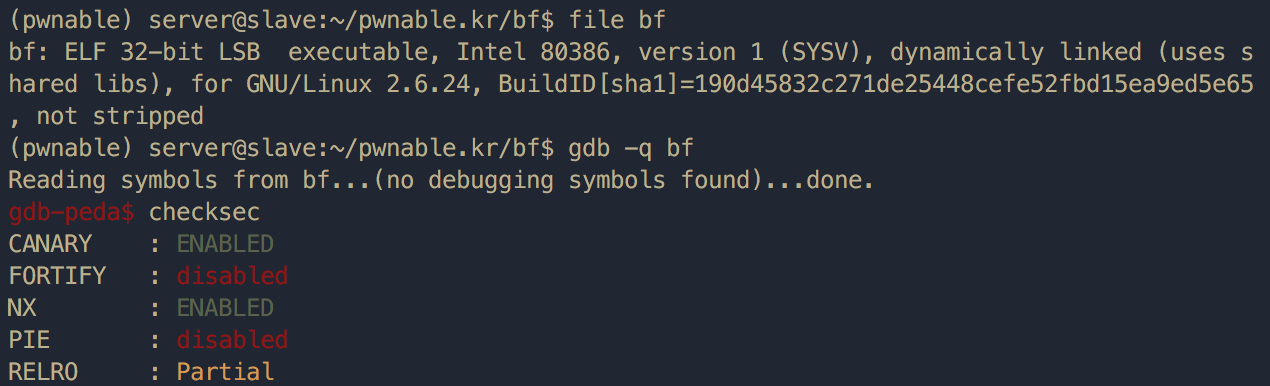 (pwnable) server@slave:~/pwnable.kr/bf$ file bf
bf: ELF 32-bit LSB  executable, Intel 80386, version 1 (SYSV), dynamically linked (uses s
hared libs), for GNU/Linux 2.6.24, BuildID[sha1]=190d45832c271de25448cefe52fbd15ea9ed5e65
, not stripped
(pwnable) server@slave:~/pwnable.kr/bf$ gdb -q bf
Reading symbols from bf...(no debugging symbols found)...done.
gdb-peda$ checksec
CANARY    : ENABLED
FORTIFY   : disabled
NX        : ENABLED
PIE       : disabled
RELRO     : Partial